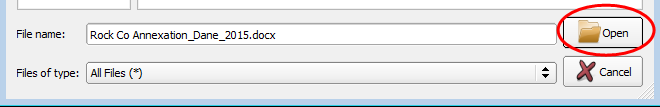 File name: Rock Co Annexation_Dane_2015.docx Open
Files of type: All Files (*) Cancel